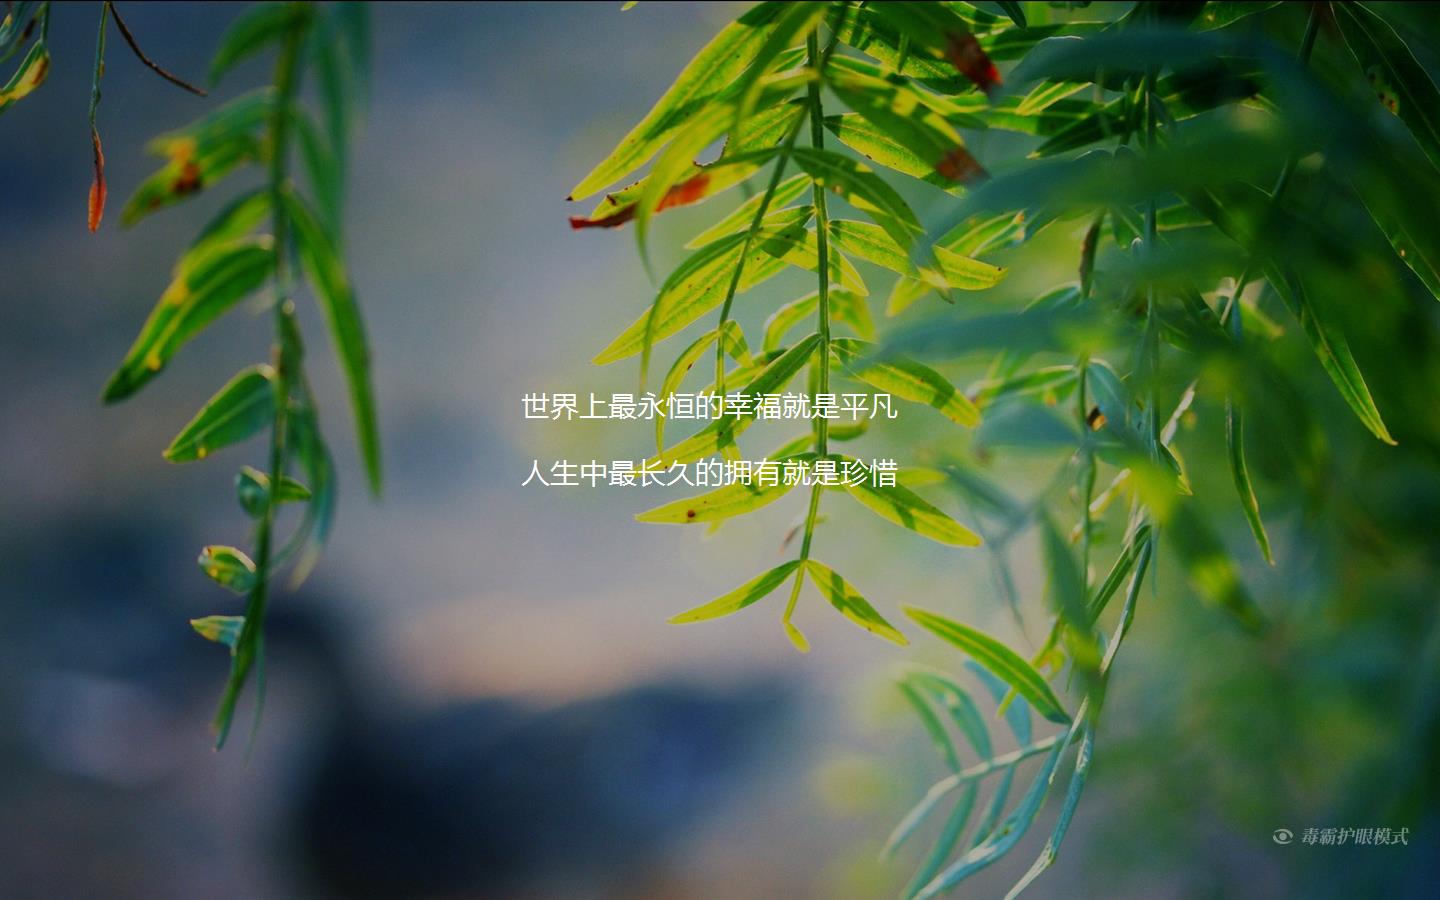 世界上最永恒的幸福就是平凡
人生中最长久的拥有就是珍惜
毒霸护眼模式